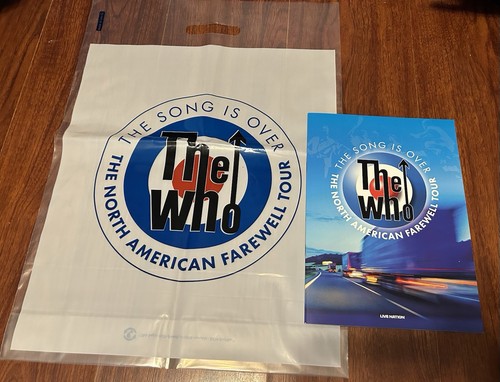 THE SONG IS OVER
The
who
THE NORTH AMERICAN FAREWELL TOUR
THE SONG IS OVER
The
who
THE NORTH AMERICAN FAREWELL TOUR
LIVE NATION